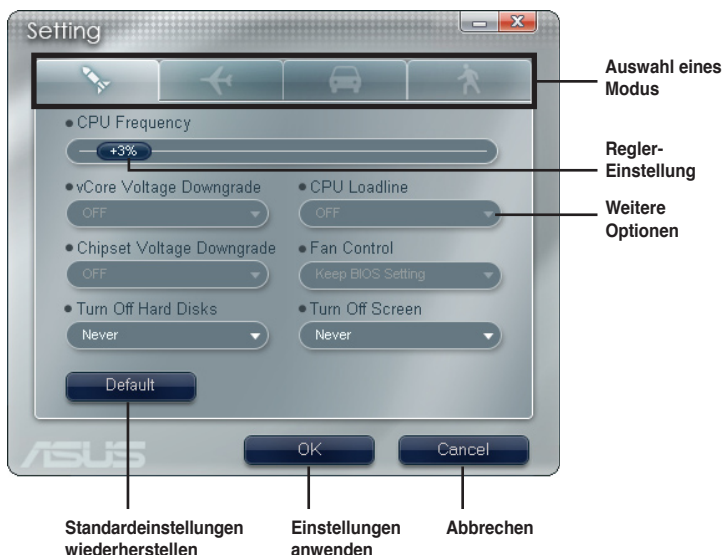 Setting
Auswahl eines
Modus
CPU Frequency
+3%
Regler-
Einstellung
vCore Voltage Downgrade
CPU Loadline
OFF
OFF
Weitere
Optionen
Chipset Voltage Downgrade
Fan Control
OFF
Keep BIOS Setting
Turn Off Hard Disks
Turn Off Screen
Never
Never
Default
ASUS
OK
Cancel
Standardeinstellungen
wiederherstellen
Einstellungen
anwenden
Abbrechen